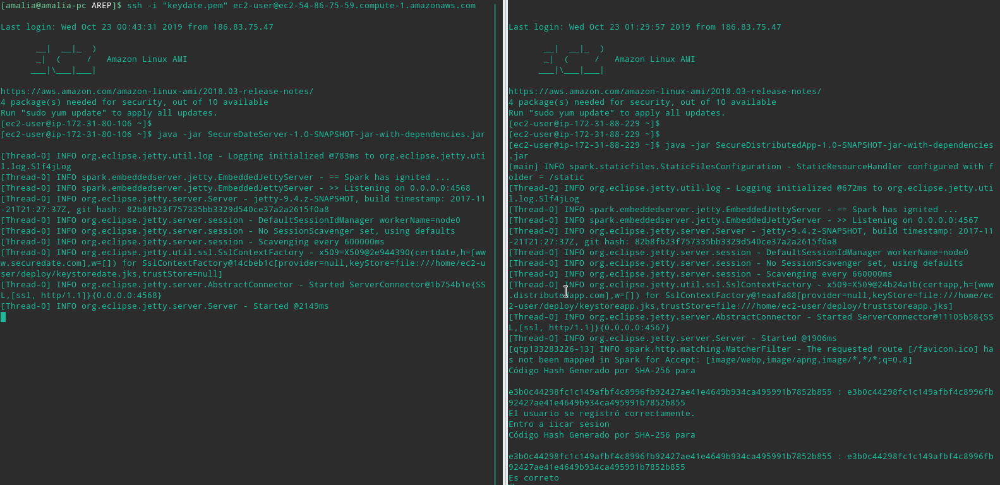 [amalia@amalia-pc AREP]$ ssh -i "keydate.pem" ec2-user@ec2-54-86-75-59.compute-1.amazonaws.com
Last login: Wed Oct 23 00:43:31 2019 from 186.83.75.47
       __|  __|_  )
       _|  (     /   Amazon Linux AMI
      ___|\___|___|
https://aws.amazon.com/amazon-linux-ami/2018.03-release-notes/
4 package(s) needed for security, out of 10 available
Run "sudo yum update" to apply all updates.
[ec2-user@ip-172-31-80-106 ~]$
[ec2-user@ip-172-31-80-106 ~]$ java -jar SecureDateServer-1.0-SNAPSHOT-jar-with-dependencies.jar
[Thread-0] INFO org.eclipse.jetty.util.log - Logging initialized @783ms to org.eclipse.jetty.uti
l.log.Slf4jLog
[Thread-0] INFO spark.embeddedserver.jetty.EmbeddedJettyServer - == Spark has ignited ...
[Thread-0] INFO spark.embeddedserver.jetty.EmbeddedJettyServer - >> Listening on 0.0.0.0:4568
[Thread-0] INFO org.eclipse.jetty.server.Server - jetty-9.4.z-SNAPSHOT, build timestamp: 2017-11
-21T21:27:37Z, git hash: 82b8fb23f757335bb3329d540ce37a2a2615f0a8
[Thread-0] INFO org.eclipse.jetty.server.session - DefaultSessionIdManager workerName=node0
[Thread-0] INFO org.eclipse.jetty.server.session - No SessionScavenger set, using defaults
[Thread-0] INFO org.eclipse.jetty.server.session - Scavenging every 600000ms
[Thread-0] INFO org.eclipse.jetty.util.ssl.SslContextFactory - x509=X509@2e944390(certdate,h=[ww
w.securedate.com],w=[]) for SslContextFactory@14cbeb1c[provider=null,keyStore=file:///home/ec2-u
ser/deploy/keystoredate.jks,trustStore=null]
[Thread-0] INFO org.eclipse.jetty.server.AbstractConnector - Started ServerConnector@1b754b1e{SS
L,[ssl, http/1.1]}{0.0.0.0:4568}
[Thread-0] INFO org.eclipse.jetty.server.Server - Started @2149ms
Last login: Wed Oct 23 01:29:57 2019 from 186.83.75.47
       __|  __|_  )
       _|  (     /   Amazon Linux AMI
      ___|\___|___|
https://aws.amazon.com/amazon-linux-ami/2018.03-release-notes/
4 package(s) needed for security, out of 10 available
Run "sudo yum update" to apply all updates.
[ec2-user@ip-172-31-88-229 ~]$
[ec2-user@ip-172-31-88-229 ~]$
[ec2-user@ip-172-31-88-229 ~]$ java -jar SecureDistributedApp-1.0-SNAPSHOT-jar-with-dependencies
.jar
[main] INFO spark.staticfiles.StaticFilesConfiguration - StaticResourceHandler configured with f
older = /static
[Thread-0] INFO org.eclipse.jetty.util.log - Logging initialized @672ms to org.eclipse.jetty.uti
l.log.Slf4jLog
[Thread-0] INFO spark.embeddedserver.jetty.EmbeddedJettyServer - == Spark has ignited ...
[Thread-0] INFO spark.embeddedserver.jetty.EmbeddedJettyServer - >> Listening on 0.0.0.0:4567
[Thread-0] INFO org.eclipse.jetty.server.Server - jetty-9.4.z-SNAPSHOT, build timestamp: 2017-11
-21T21:27:37Z, git hash: 82b8fb23f757335bb3329d540ce37a2a2615f0a8
[Thread-0] INFO org.eclipse.jetty.server.session - DefaultSessionIdManager workerName=node0
[Thread-0] INFO org.eclipse.jetty.server.session - No SessionScavenger set, using defaults
[Thread-0] INFO org.eclipse.jetty.server.session - Scavenging every 660000ms
[Thread-0] INFO org.eclipse.jetty.util.ssl.SslContextFactory - x509=X509@24b24a1b(certapp,h=[www
.distributedapp.com],w=[]) for SslContextFactory@1eaafa88[provider=null,keyStore=file:///home/ec
2-user/deploy/keystoreapp.jks,trustStore=file:///home/ec2-user/deploy/truststoreapp.jks]
[Thread-0] INFO org.eclipse.jetty.server.AbstractConnector - Started ServerConnector@11105b58{SS
L,[ssl, http/1.1]}{0.0.0.0:4567}
[Thread-0] INFO org.eclipse.jetty.server.Server - Started @1906ms
[qtp133283226-13] INFO spark.http.matching.MatcherFilter - The requested route [/favicon.ico] ha
s not been mapped in Spark for Accept: [image/webp,image/apng,image/*,*/*;q=0.8]
Código Hash Generado por SHA-256 para
e3b0c44298fc1c149afbf4c8996fb92427ae41e4649b934ca495991b7852b855 : e3b0c44298fc1c149afbf4c8996fb
92427ae41e4649b934ca495991b7852b855
El usuario se registró correctamente.
Entro a iicar sesion
Código Hash Generado por SHA-256 para
e3b0c44298fc1c149afbf4c8996fb92427ae41e4649b934ca495991b7852b855 : e3b0c44298fc1c149afbf4c8996fb
92427ae41e4649b934ca495991b7852b855
Es correto